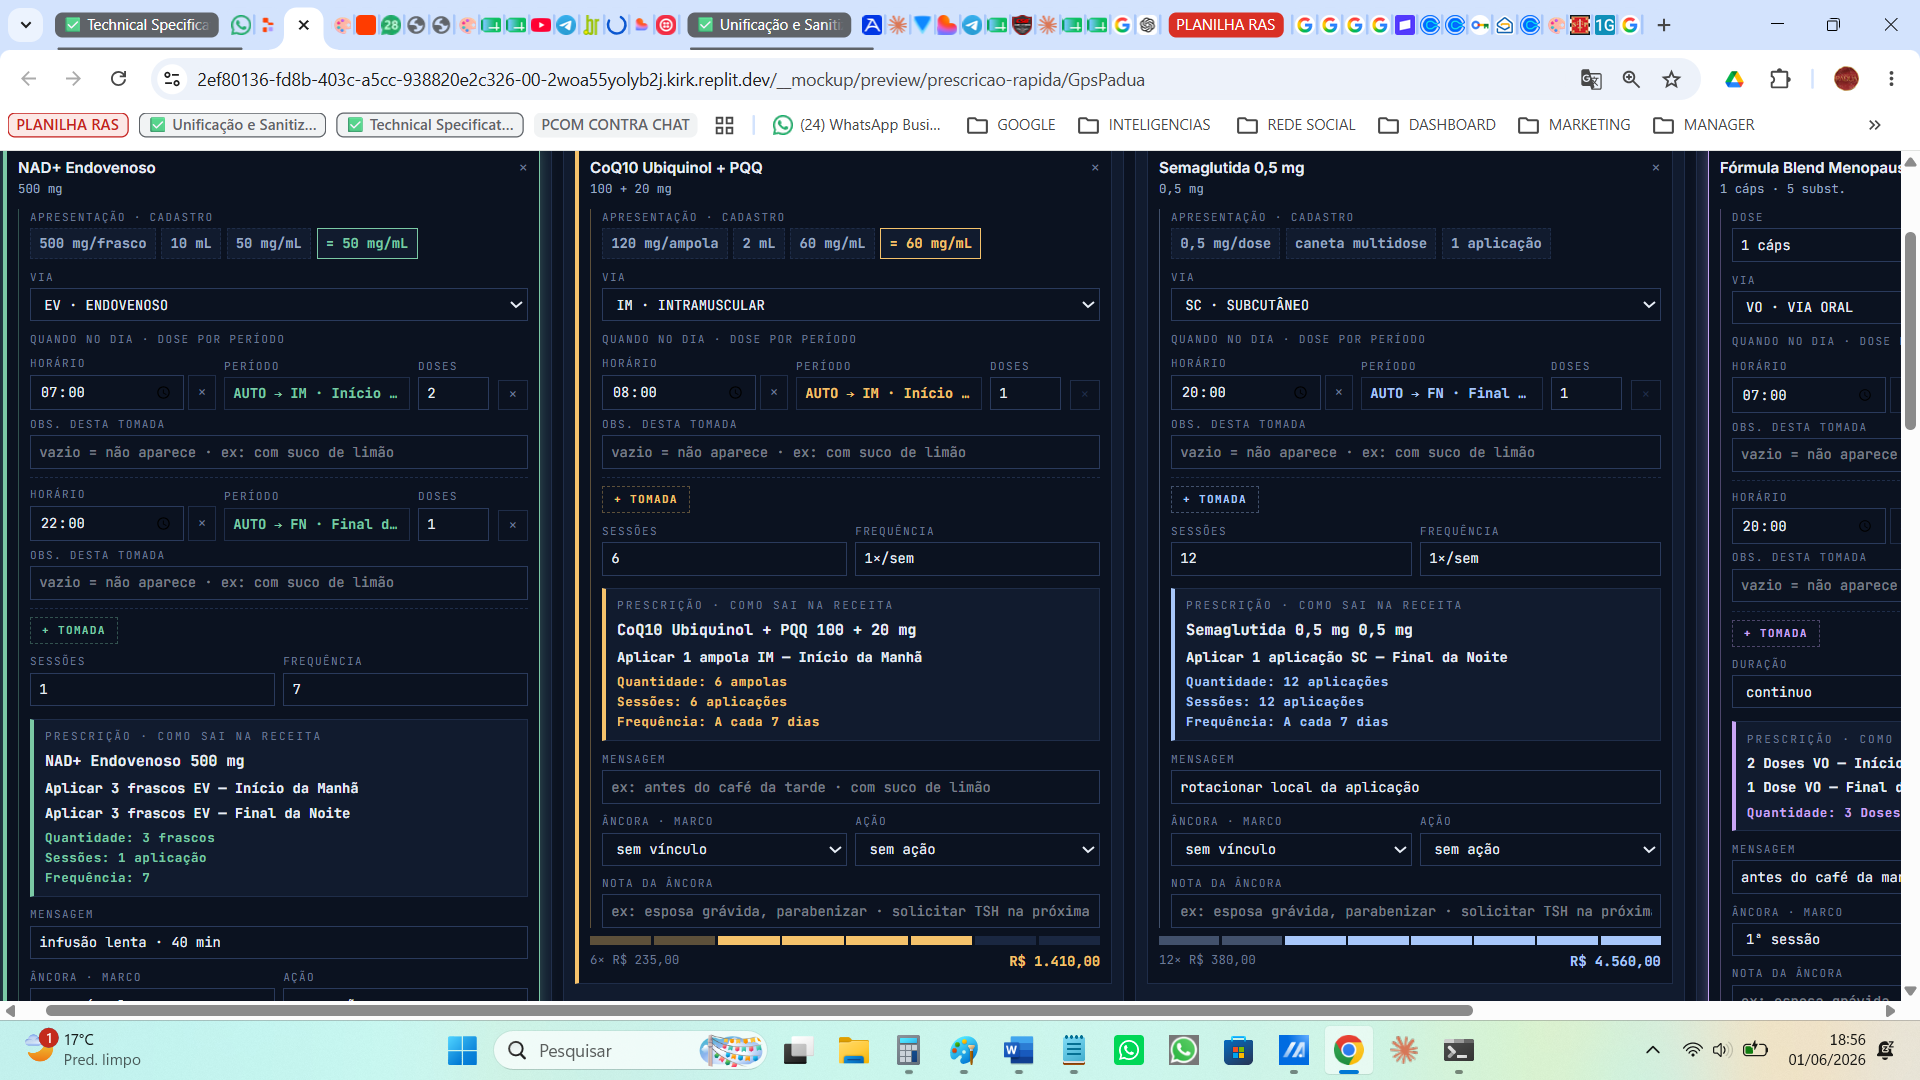 Technical Specifica
28
Unificação e Saniti
PLANILHA RAS
1G
2ef80136-fd8b-403c-a5cc-938820e2c326-00-2woa55yolyb2j.kirk.replit.dev/__mockup/preview/prescricao-rapida/GpsPadua
PLANILHA RAS
Unificação e Sanitiz...
Technical Specificat...
PCOM CONTRA CHAT
(24) WhatsApp Busi...
GOOGLE
INTELIGENCIAS
REDE SOCIAL
DASHBOARD
MARKETING
MANAGER
NAD+ Endovenoso
500 mg
APRESENTAÇÃO · CADASTRO
500 mg/frasco 10 mL 50 mg/mL = 50 mg/mL
VIA
EV · ENDOVENOSO
QUANDO NO DIA · DOSE POR PERÍODO
HORÁRIO PERÍODO DOSES
07:00 × AUTO → IM · Início … 2 ×
OBS. DESTA TOMADA
vazio = não aparece · ex: com suco de limão
HORÁRIO PERÍODO DOSES
22:00 × AUTO → FN · Final d… 1 ×
OBS. DESTA TOMADA
vazio = não aparece · ex: com suco de limão
+ TOMADA
SESSÕES FREQUÊNCIA
1 7
PRESCRIÇÃO · COMO SAI NA RECEITA
NAD+ Endovenoso 500 mg
Aplicar 3 frascos EV — Início da Manhã
Aplicar 3 frascos EV — Final da Noite
Quantidade: 3 frascos
Sessões: 1 aplicação
Frequência: 7
MENSAGEM
infusão lenta · 40 min
ÂNCORA · MARCO AÇÃO
CoQ10 Ubiquinol + PQQ
100 + 20 mg
APRESENTAÇÃO · CADASTRO
120 mg/ampola 2 mL 60 mg/mL = 60 mg/mL
VIA
IM · INTRAMUSCULAR
QUANDO NO DIA · DOSE POR PERÍODO
HORÁRIO PERÍODO DOSES
08:00 × AUTO → IM · Início … 1 ×
OBS. DESTA TOMADA
vazio = não aparece · ex: com suco de limão
+ TOMADA
SESSÕES FREQUÊNCIA
6 1×/sem
PRESCRIÇÃO · COMO SAI NA RECEITA
CoQ10 Ubiquinol + PQQ 100 + 20 mg
Aplicar 1 ampola IM — Início da Manhã
Quantidade: 6 ampolas
Sessões: 6 aplicações
Frequência: A cada 7 dias
MENSAGEM
ex: antes do café da tarde · com suco de limão
ÂNCORA · MARCO AÇÃO
sem vínculo sem ação
NOTA DA ÂNCORA
ex: esposa grávida, parabenizar · solicitar TSH na próxima
6× R$ 235,00 R$ 1.410,00
Semaglutida 0,5 mg
0,5 mg
APRESENTAÇÃO · CADASTRO
0,5 mg/dose caneta multidose 1 aplicação
VIA
SC · SUBCUTÂNEO
QUANDO NO DIA · DOSE POR PERÍODO
HORÁRIO PERÍODO DOSES
20:00 × AUTO → FN · Final … 1 ×
OBS. DESTA TOMADA
vazio = não aparece · ex: com suco de limão
+ TOMADA
SESSÕES FREQUÊNCIA
12 1×/sem
PRESCRIÇÃO · COMO SAI NA RECEITA
Semaglutida 0,5 mg 0,5 mg
Aplicar 1 aplicação SC — Final da Noite
Quantidade: 12 aplicações
Sessões: 12 aplicações
Frequência: A cada 7 dias
MENSAGEM
rotacionar local da aplicação
ÂNCORA · MARCO AÇÃO
sem vínculo sem ação
NOTA DA ÂNCORA
ex: esposa grávida, parabenizar · solicitar TSH na próxim
12× R$ 380,00 R$ 4.560,00
Fórmula Blend Menopaus
1 cáps · 5 subst.
DOSE
1 cáps
VIA
VO · VIA ORAL
QUANDO NO DIA · DOSE
HORÁRIO
07:00
OBS. DESTA TOMADA
vazio = não aparece
HORÁRIO
20:00
OBS. DESTA TOMADA
vazio = não aparece
+ TOMADA
DURAÇÃO
continuo
PRESCRIÇÃO · COMO
2 Doses VO — Início
1 Dose VO — Final d
Quantidade: 3 Doses
MENSAGEM
antes do café da man
ÂNCORA · MARCO
1ª sessão
NOTA DA ÂNCORA
1
17°C
Pred. limpo
Pesquisar
18:56
01/06/2026